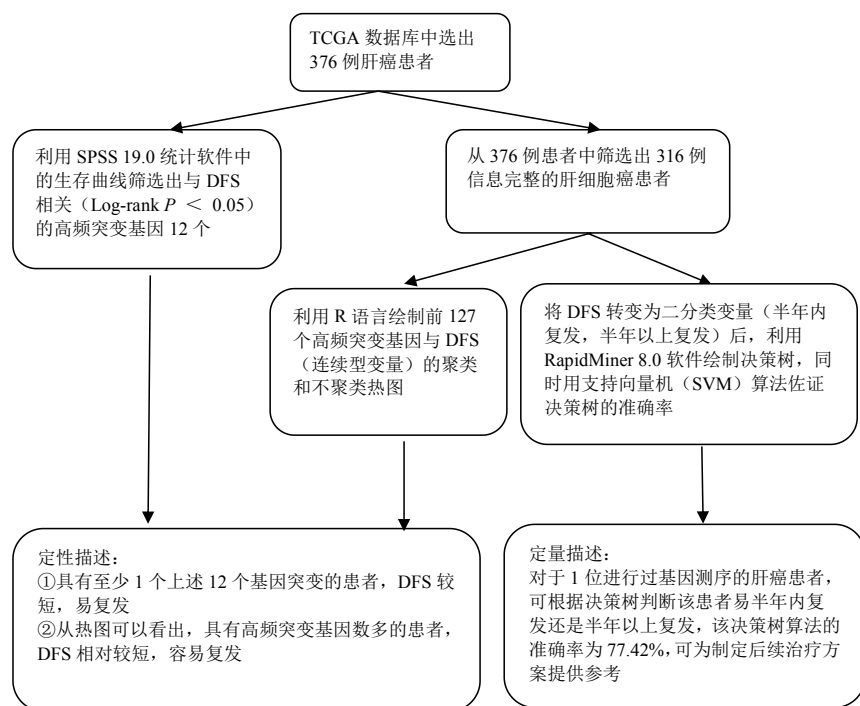 TCGA 数据库中选出
376 例肝癌患者
利用 SPSS 19.0 统计软件中
的生存曲线筛选出与 DFS
相关（Log-rank P ＜ 0.05）
的高频突变基因 12 个
从 376 例患者中筛选出 316 例
信息完整的肝细胞癌患者
利用 R 语言绘制前 127
个高频突变基因与 DFS
（连续型变量）的聚类
和不聚类热图
将 DFS 转变为二分类变量（半年内
复发，半年以上复发）后，利用
RapidMiner 8.0 软件绘制决策树，同
时用支持向量机（SVM）算法佐证
决策树的准确率
定性描述：
①具有至少 1 个上述 12 个基因突变的患者，DFS 较
短，易复发
②从热图可以看出，具有高频突变基因数多的患者，
DFS 相对较短，容易复发
定量描述：
对于 1 位进行过基因测序的肝癌患者，
可根据决策树判断该患者易半年内复
发还是半年以上复发，该决策树算法的
准确率为 77.42%，可为制定后续治疗方
案提供参考